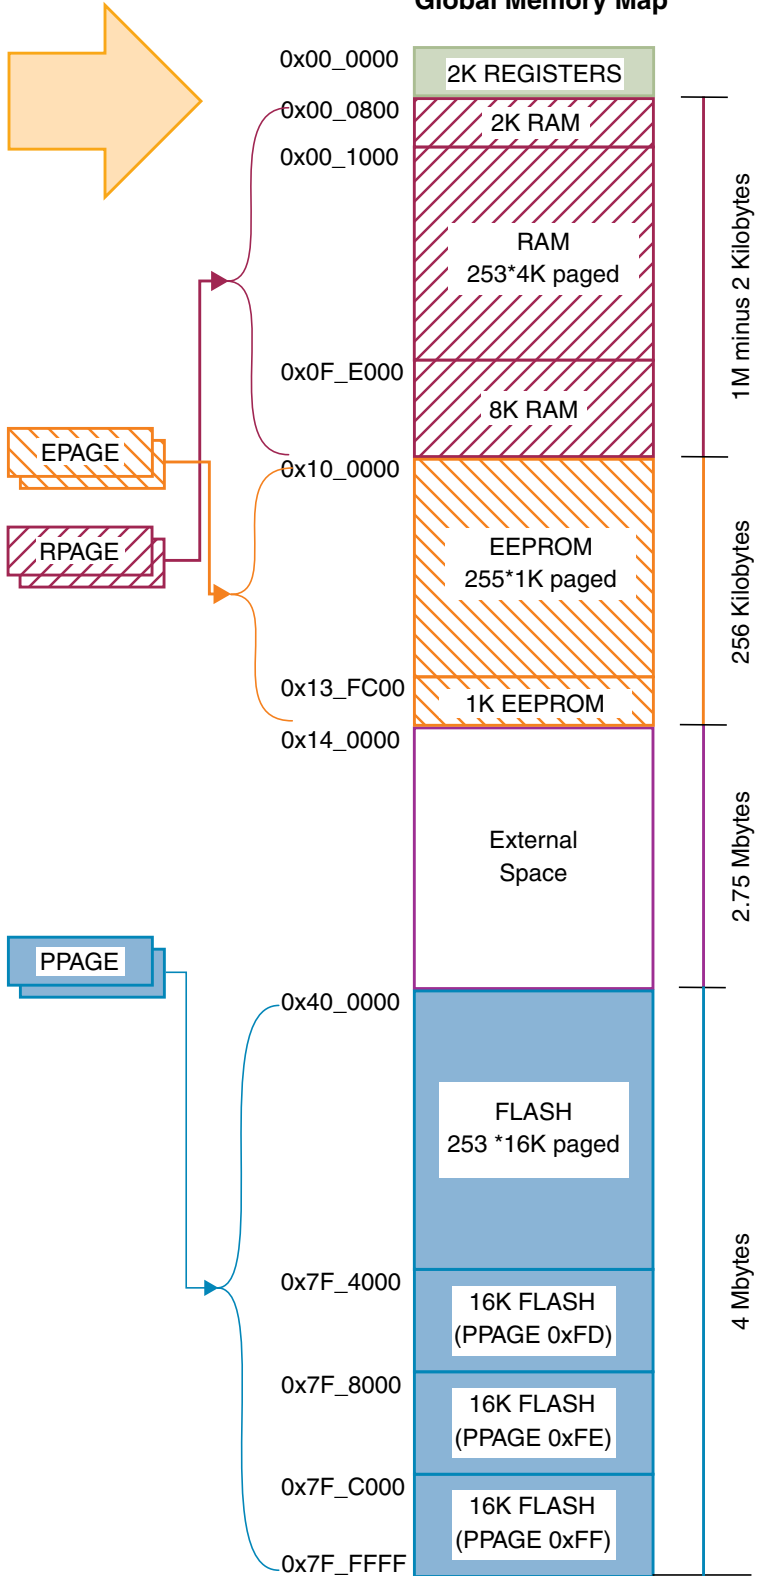 Global Memory Map
0x00_0000
2K REGISTERS
0x00_0800
2K RAM
0x00_1000
RAM
253*4K paged
1M minus 2 Kilobytes
0x0F_E000
8K RAM
EPAGE
0x10_0000
RPAGE
EEPROM
255*1K paged
256 Kilobytes
0x13_FC00
1K EEPROM
0x14_0000
External
Space
2.75 Mbytes
PPAGE
0x40_0000
FLASH
253 *16K paged
4 Mbytes
0x7F_4000
16K FLASH
(PPAGE 0xFD)
0x7F_8000
16K FLASH
(PPAGE 0xFE)
0x7F_C000
16K FLASH
(PPAGE 0xFF)
0x7F_FFFF